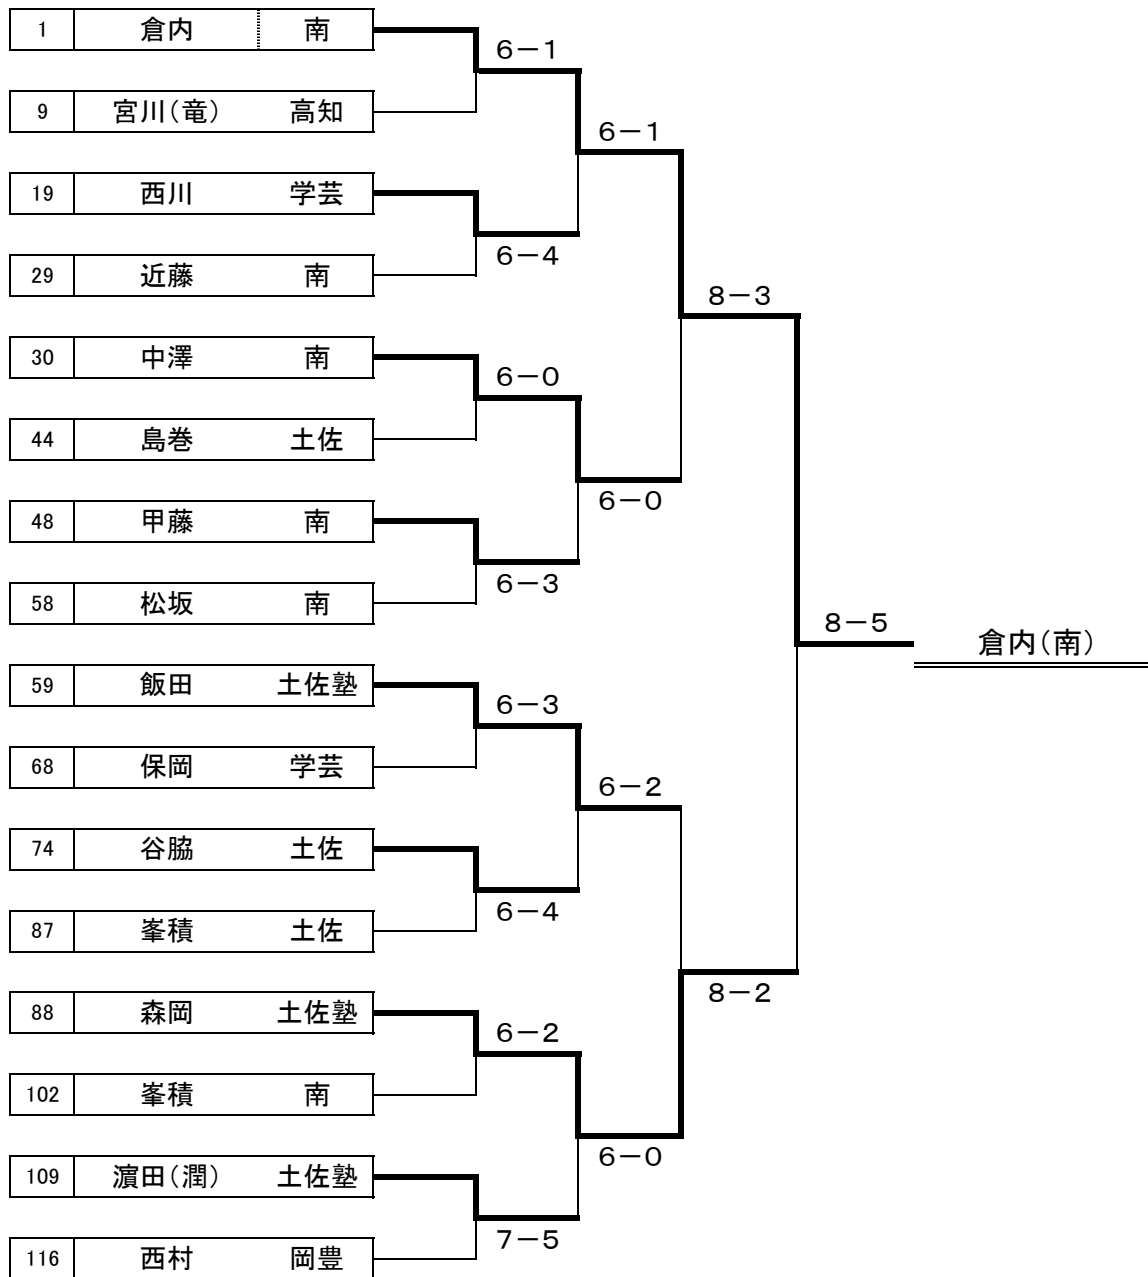 1 倉内 南
6－1
9 宮川(竜) 高知
6－1
19 西川 学芸
6－4
29 近藤 南
8－3
30 中澤 南
6－0
44 島巻 土佐
6－0
48 甲藤 南
6－3
58 松坂 南
8－5
倉内(南)
59 飯田 土佐塾
6－3
68 保岡 学芸
6－2
74 谷脇 土佐
6－4
87 峯積 土佐
8－2
88 森岡 土佐塾
6－2
102 峯積 南
6－0
109 濵田(潤) 土佐塾
7－5
116 西村 岡豊